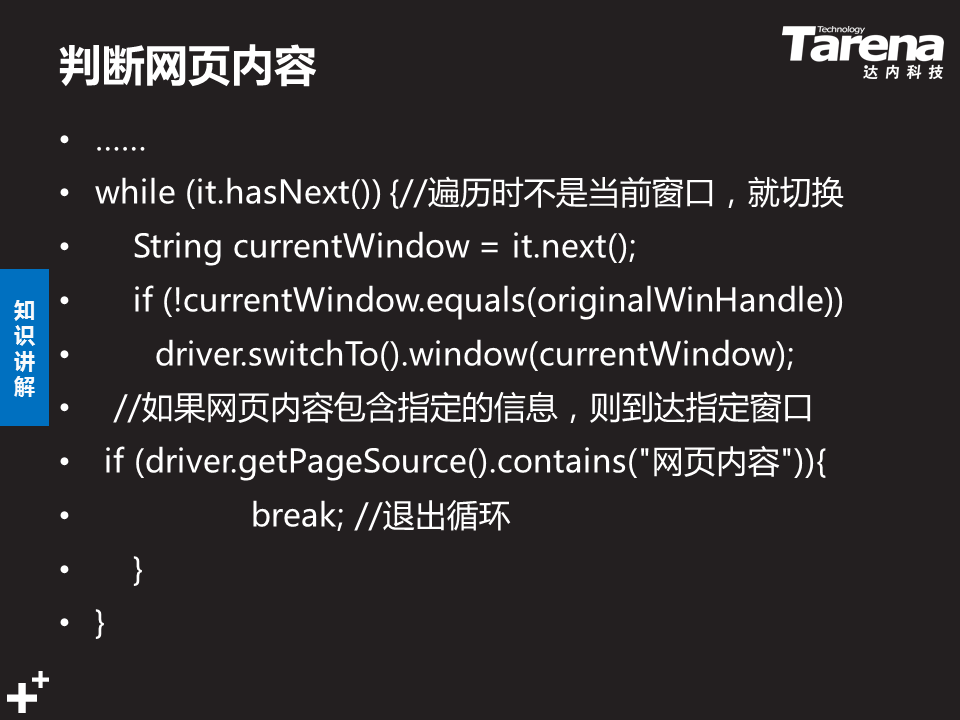 判断网页内容
Technology
Tarena
达内科技
• ……
• while (it.hasNext()) {//遍历时不是当前窗口，就切换
• String currentWindow = it.next();
• if (!currentWindow.equals(originalWinHandle))
• driver.switchTo().window(currentWindow);
• //如果网页内容包含指定的信息，则到达指定窗口
• if (driver.getPageSource().contains("网页内容")){
• break; //退出循环
• }
• }
知识讲解